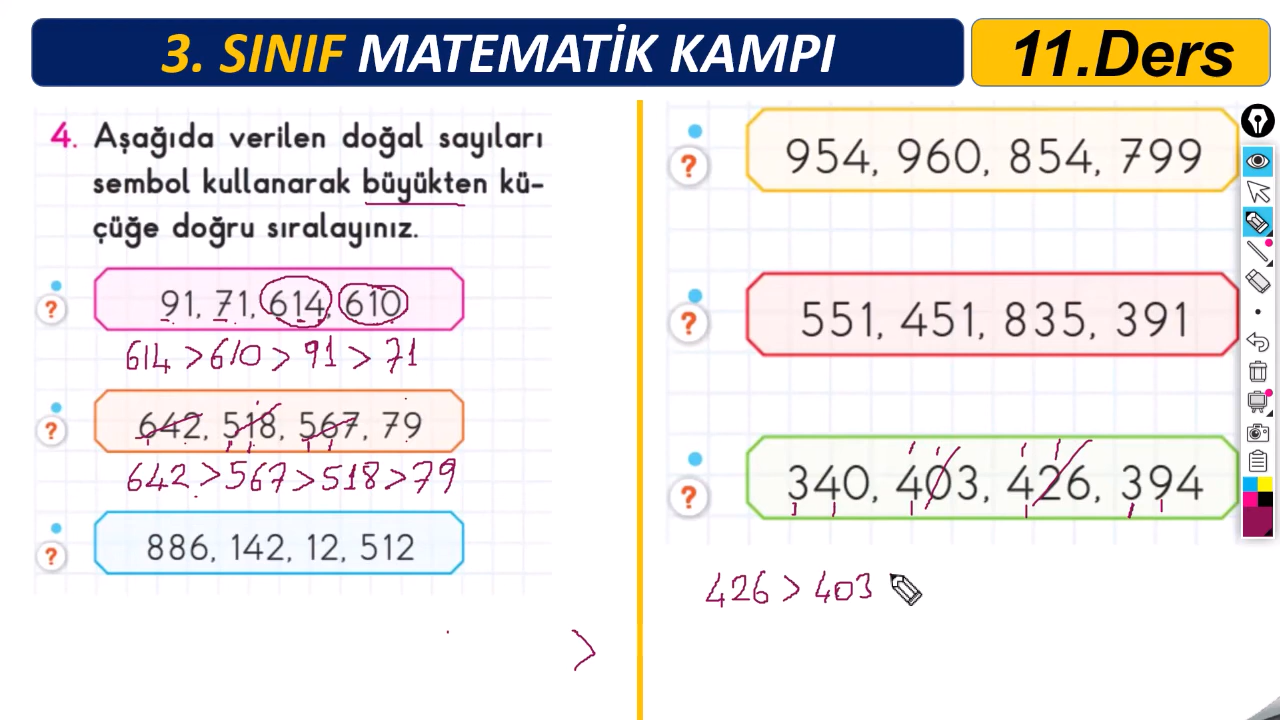 3. SINIF MATEMATİK KAMPI
11.Ders
4. Aşağıda verilen doğal sayıları
sembol kullanarak büyükten kü-
çüğe doğru sıralayınız.
?
91, 71, 614, 610
614 > 610 > 91 > 71
?
642, 518, 567, 79
642 > 567 > 518 > 79
?
886, 142, 12, 512
>
?
954, 960, 854, 799
?
551, 451, 835, 391
?
340, 403, 426, 394
426 > 403